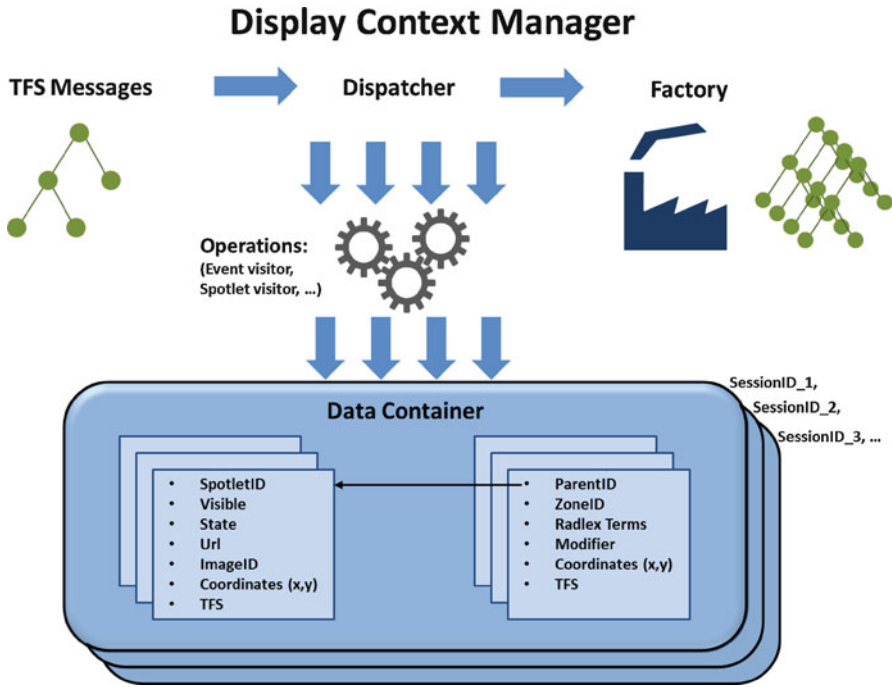 Display Context Manager
TFS Messages
Dispatcher
Factory
Operations:
(Event visitor,
Spotlet visitor, ...)
SessionID_1,
SessionID_2,
SessionID_3, ...
Data Container
• SpotletID
• Visible
• State
• Url
• ImageID
• Coordinates (x,y)
• TFS
• ParentID
• ZoneID
• Radlex Terms
• Modifier
• Coordinates (x,y)
• TFS